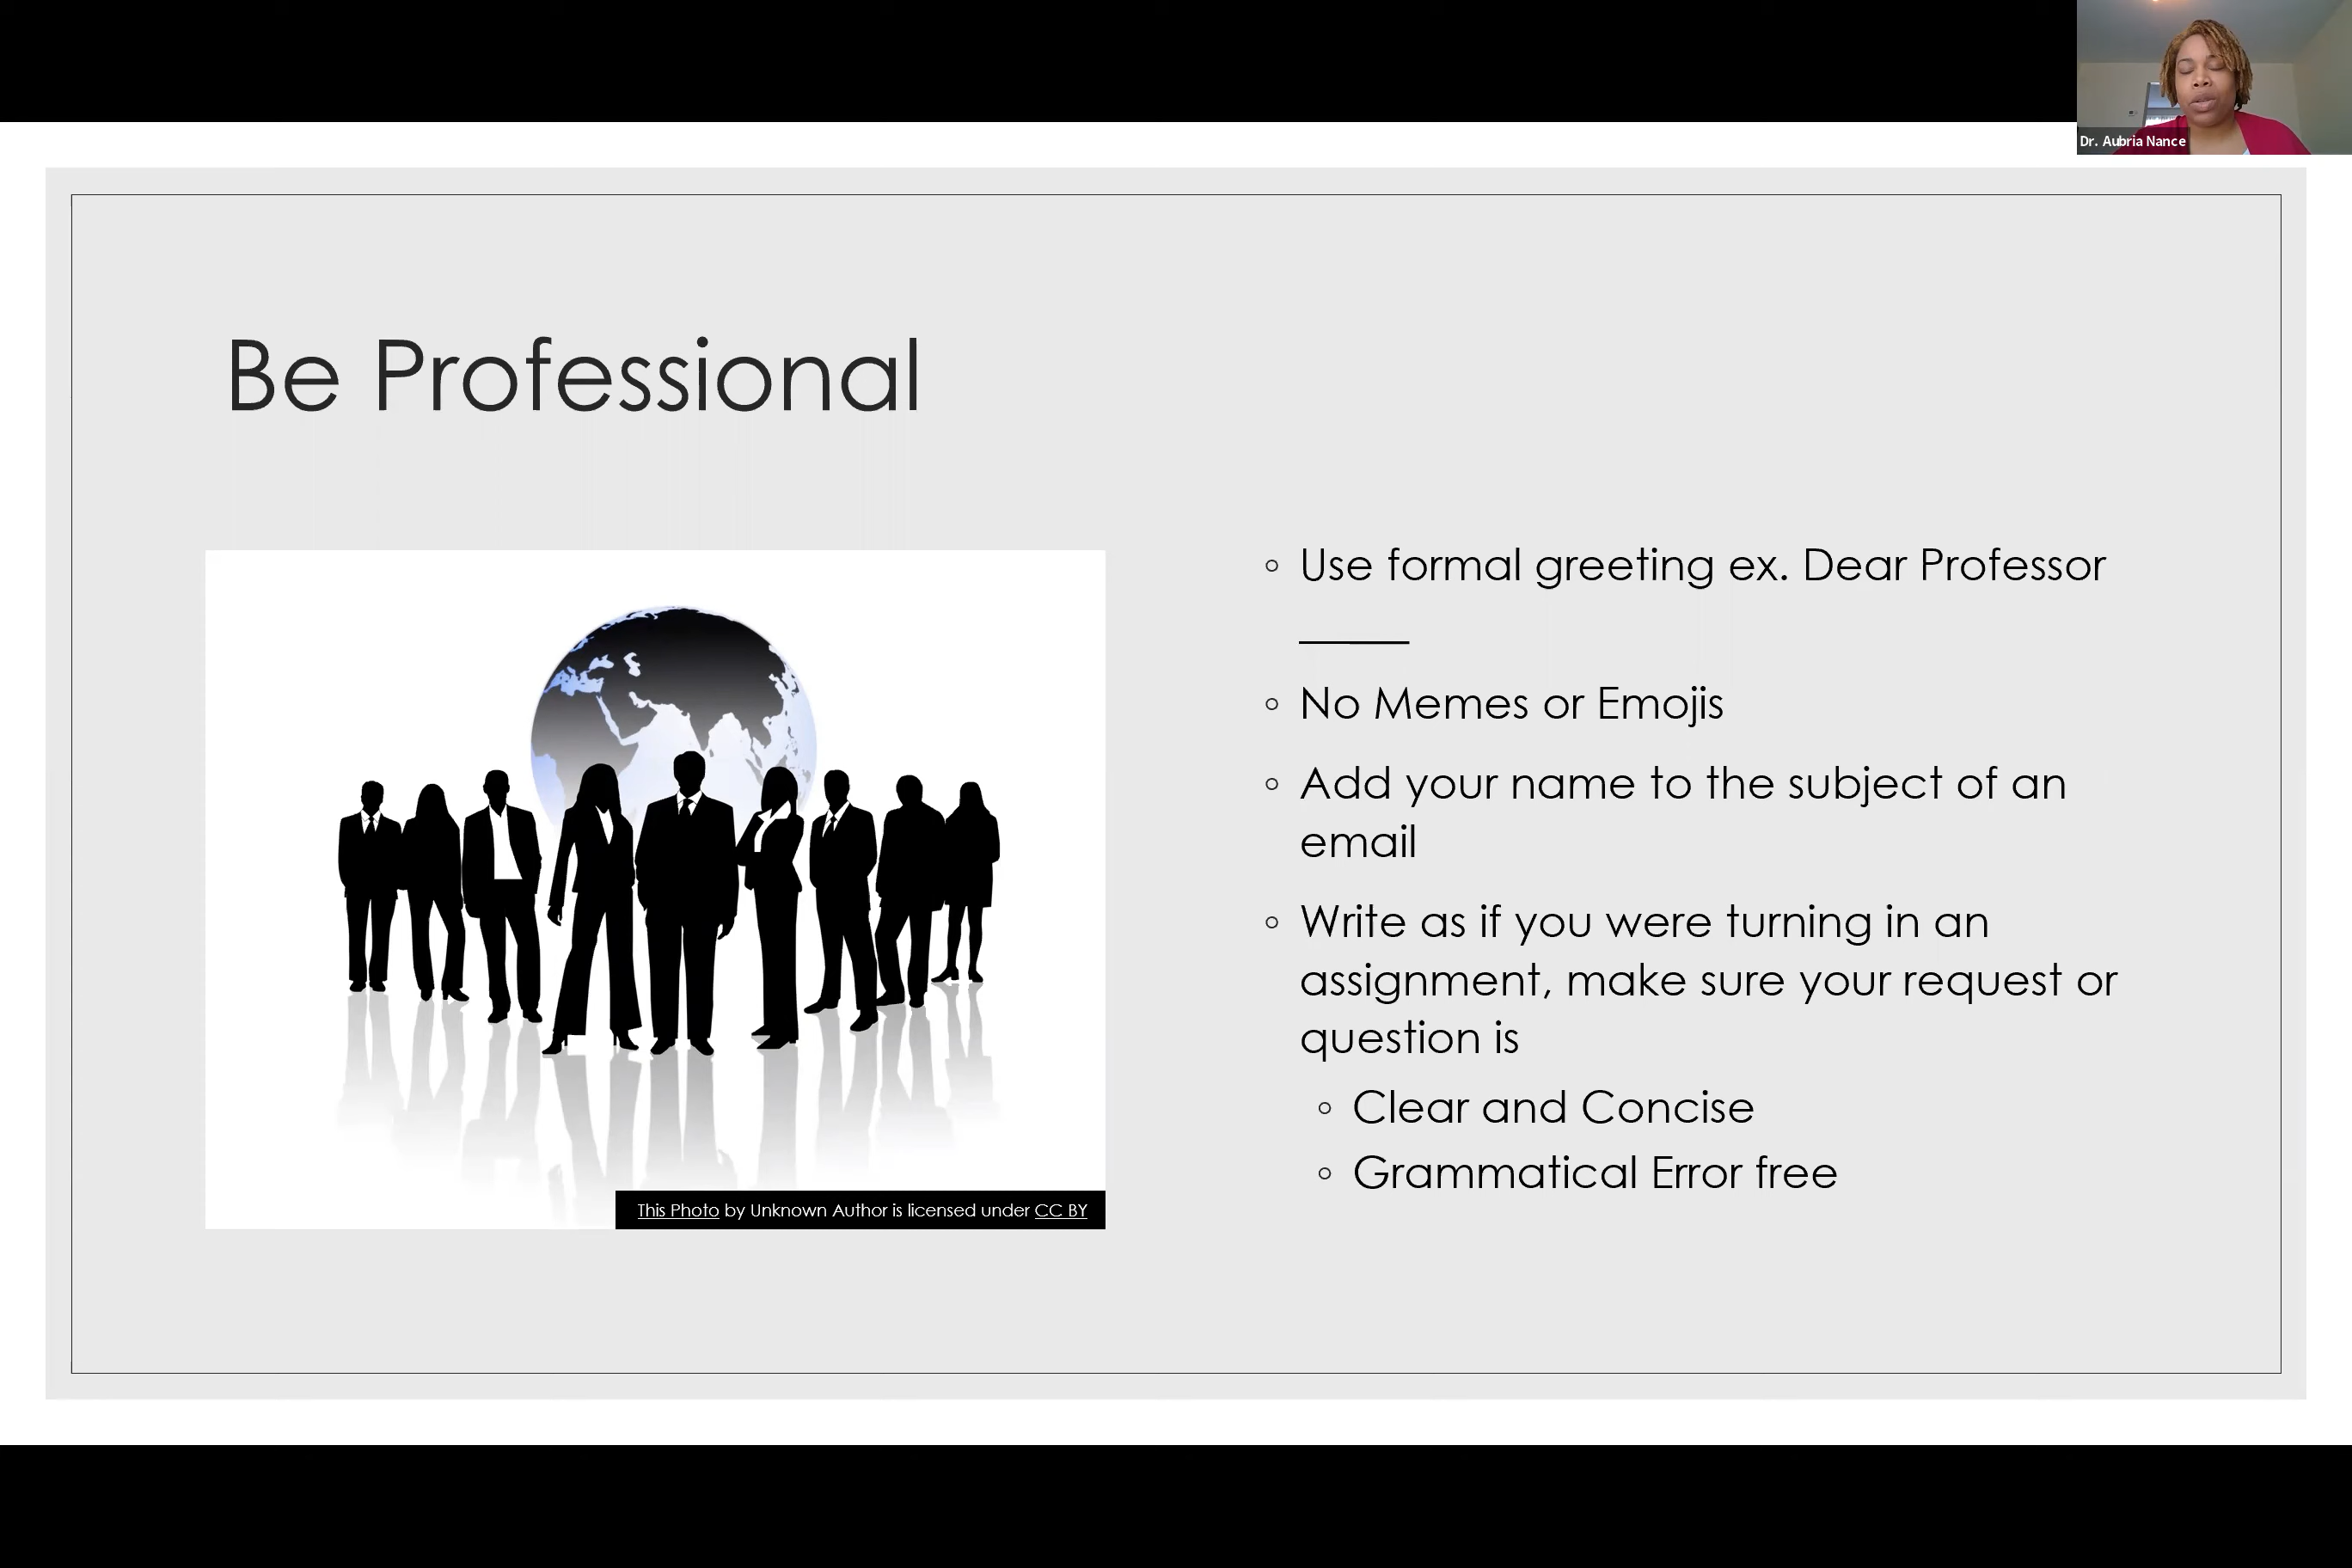 Dr. Aubria Nance
Be Professional
◦ Use formal greeting ex. Dear Professor
_____
◦ No Memes or Emojis
◦ Add your name to the subject of an
email
◦ Write as if you were turning in an
assignment, make sure your request or
question is
◦ Clear and Concise
◦ Grammatical Error free
This Photo by Unknown Author is licensed under CC BY